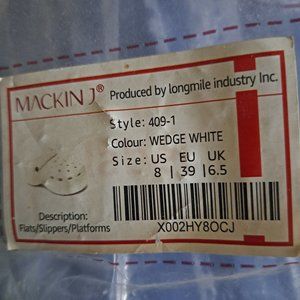 MACKIN J® Produced by longmile industry Inc.
Style: 409-1
Colour: WEDGE WHITE
Size: US EU UK
8 39 6.5
Description:
Flats/Slippers/Platforms
X002HY8OCJ